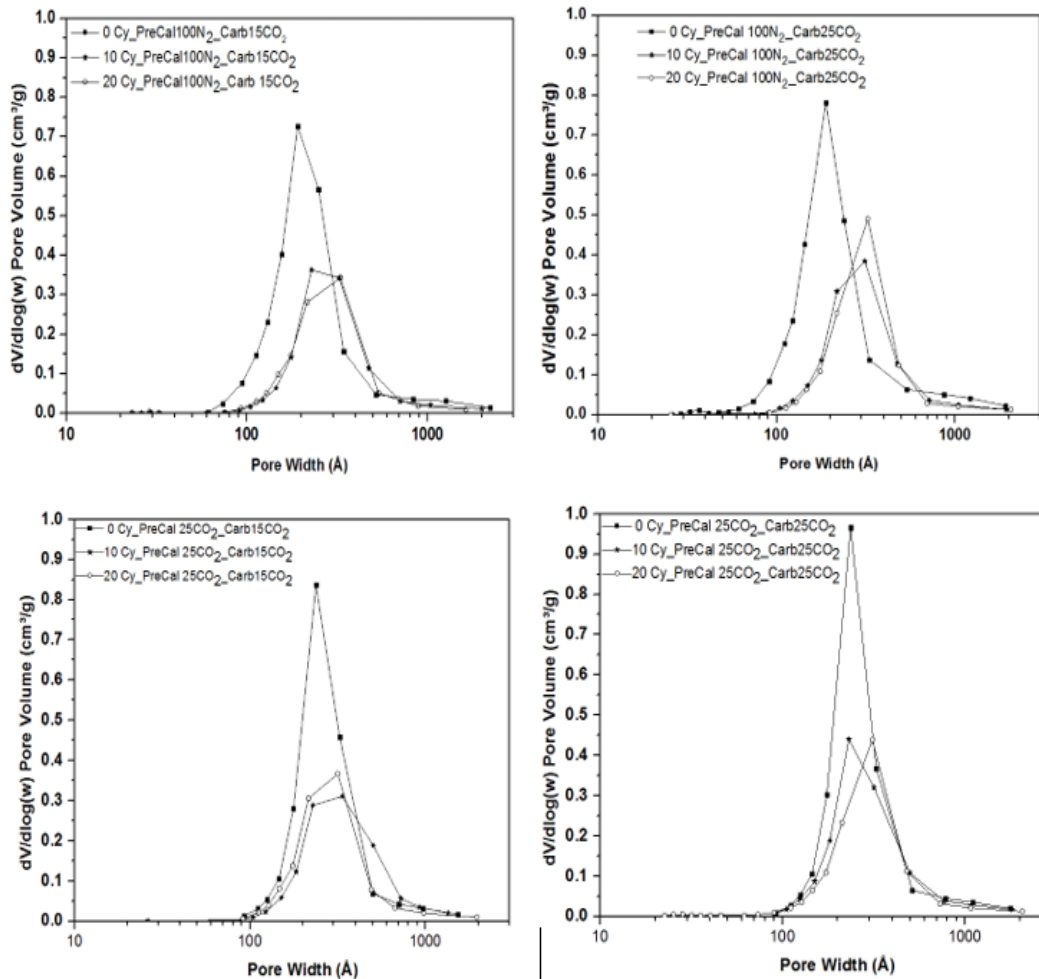 dV/dlog(w) Pore Volume (cm³/g)
1.0
0.9
0.8
0.7
0.6
0.5
0.4
0.3
0.2
0.1
0.0
0 Cy_PreCal100N₂_Carb15CO₂
10 Cy_PreCal100N₂_Carb15CO₂
20 Cy_PreCal100N₂_Carb 15CO₂
10 100 1000
Pore Width (Å)
dV/dlog(w) Pore Volume (cm³/g)
1.0
0.9
0.8
0.7
0.6
0.5
0.4
0.3
0.2
0.1
0.0
0 Cy_PreCal 100N₂_Carb25CO₂
10 Cy_PreCal 100N₂_Carb25CO₂
20 Cy_PreCal 100N₂_Carb25CO₂
10 100 1000
Pore Width (Å)
dV/dlog(w) Pore Volume (cm³/g)
1.0
0.9
0.8
0.7
0.6
0.5
0.4
0.3
0.2
0.1
0.0
0 Cy_PreCal 25CO₂_Carb15CO₂
10 Cy_PreCal 25CO₂_Carb15CO₂
20 Cy_PreCal 25CO₂_Carb15CO₂
10 100 1000
Pore Width (Å)
dV/dlog(w) Pore Volume (cm³/g)
1.0
0.9
0.8
0.7
0.6
0.5
0.4
0.3
0.2
0.1
0.0
0 Cy_PreCal 25CO₂_Carb25CO₂
10 Cy_PreCal 25CO₂_Carb25CO₂
20 Cy_PreCal 25CO₂_Carb25CO₂
10 100 1000
Pore Width (Å)